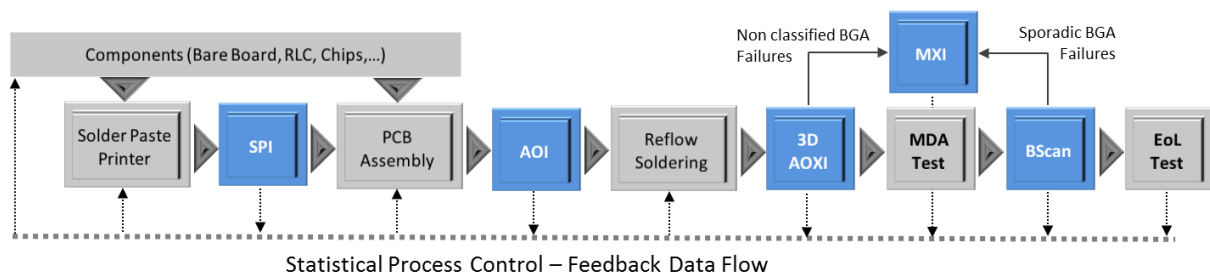 Components (Bare Board, RLC, Chips,...)
Non classified BGA
Failures
MXI
Sporadic BGA
Failures
Solder Paste
Printer
SPI
PCB
Assembly
AOI
Reflow
Soldering
3D
AOXI
MDA
Test
BScan
EoL
Test
Statistical Process Control – Feedback Data Flow